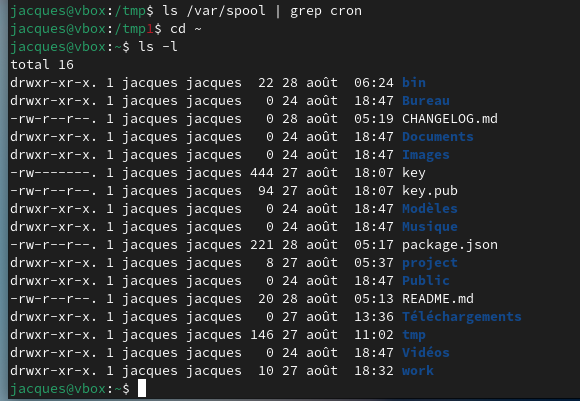 jacques@vbox:/tmp$ ls /var/spool | grep cron
jacques@vbox:/tmp1$ cd ~
jacques@vbox:~$ ls -l
total 16
drwxr-xr-x. 1 jacques jacques  22 28 août  06:24 bin
drwxr-xr-x. 1 jacques jacques   0 24 août  18:47 Bureau
-rw-r--r--. 1 jacques jacques   0 28 août  05:19 CHANGELOG.md
drwxr-xr-x. 1 jacques jacques   0 24 août  18:47 Documents
drwxr-xr-x. 1 jacques jacques   0 24 août  18:47 Images
-rw-------. 1 jacques jacques 444 27 août  18:07 key
-rw-r--r--. 1 jacques jacques  94 27 août  18:07 key.pub
drwxr-xr-x. 1 jacques jacques   0 24 août  18:47 Modèles
drwxr-xr-x. 1 jacques jacques   0 24 août  18:47 Musique
-rw-r--r--. 1 jacques jacques 221 28 août  05:17 package.json
drwxr-xr-x. 1 jacques jacques   8 27 août  05:37 project
drwxr-xr-x. 1 jacques jacques   0 24 août  18:47 Public
-rw-r--r--. 1 jacques jacques  20 28 août  05:13 README.md
drwxr-xr-x. 1 jacques jacques   0 27 août  13:36 Téléchargements
drwxr-xr-x. 1 jacques jacques 146 27 août  11:02 tmp
drwxr-xr-x. 1 jacques jacques   0 24 août  18:47 Vidéos
drwxr-xr-x. 1 jacques jacques  10 27 août  18:32 work
jacques@vbox:~$